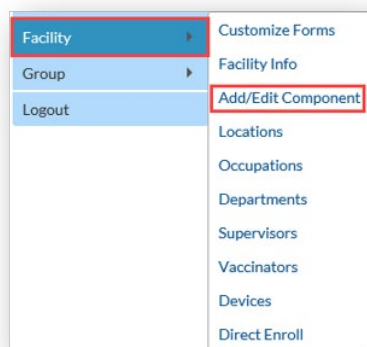 Facility
Group
Logout
Customize Forms
Facility Info
Add/Edit Component
Locations
Occupations
Departments
Supervisors
Vaccinators
Devices
Direct Enroll